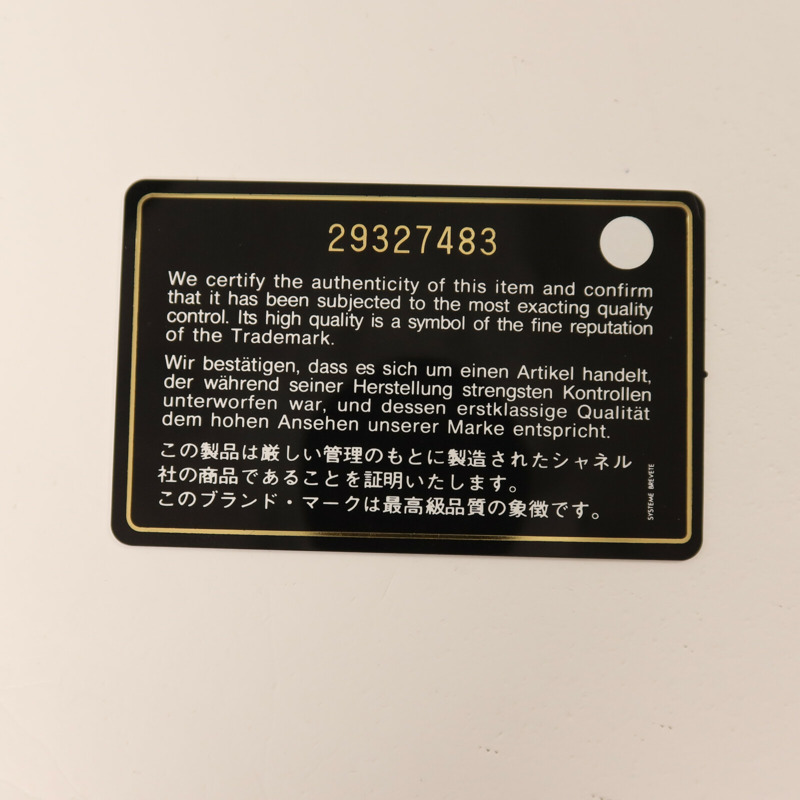 29327483
We certify the authenticity of this item and confirm
that it has been subjected to the most exacting quality
control. Its high quality is a symbol of the fine reputation
of the Trademark.
Wir bestätigen, dass es sich um einen Artikel handelt,
der während seiner Herstellung strengsten Kontrollen
unterworfen war, und dessen erstklassige Qualität
dem hohen Ansehen unserer Marke entspricht.
この製品は厳しい管理のもとに製造されたシャネル
社の商品であることを証明いたします。
このブランド・マークは最高級品質の象徴です。
SYSTEME BREVETE